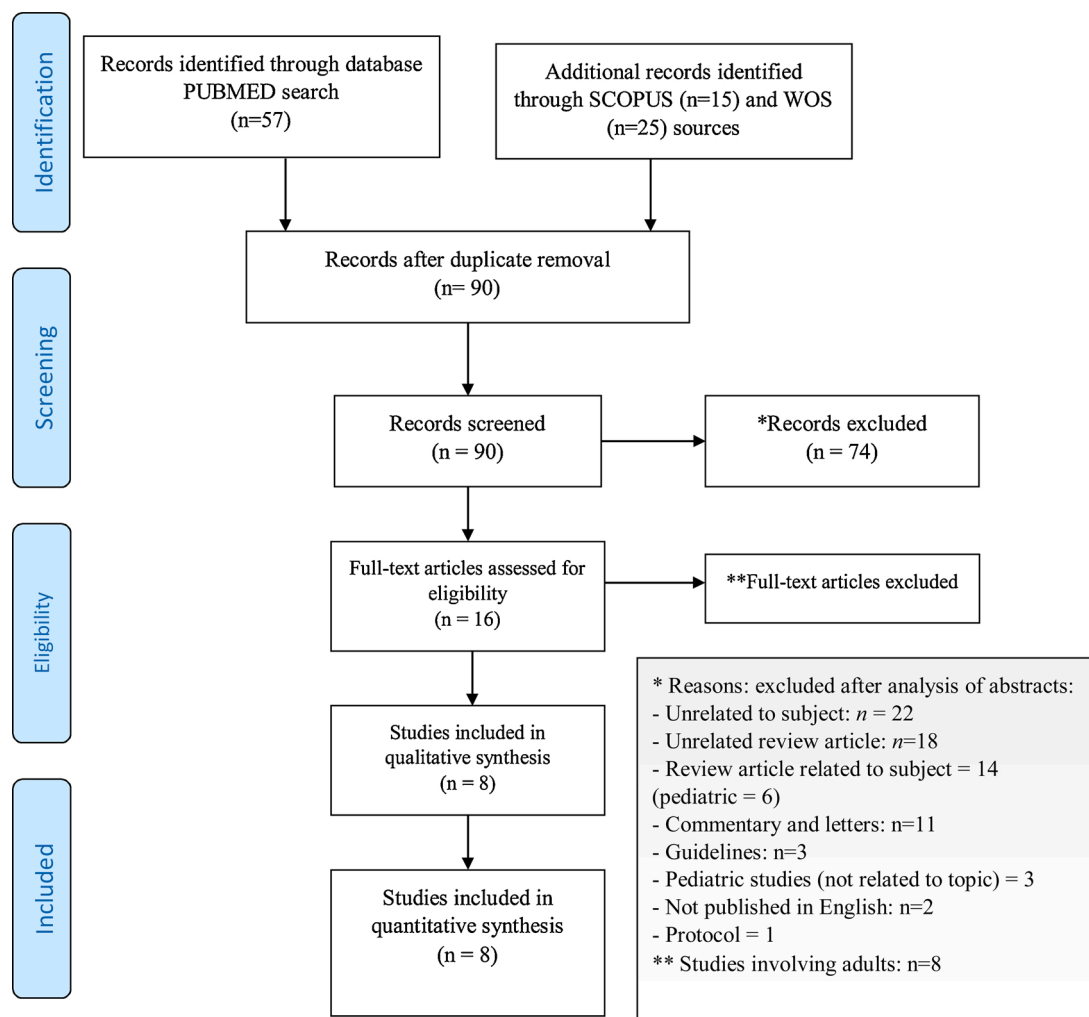 Identification
Records identified through database
PUBMED search
(n=57)
Additional records identified
through SCOPUS (n=15) and WOS
(n=25) sources
Records after duplicate removal
(n= 90)
Screening
Records screened
(n = 90)
*Records excluded
(n = 74)
Eligibility
Full-text articles assessed for
eligibility
(n = 16)
**Full-text articles excluded
Studies included in
qualitative synthesis
(n = 8)
Included
Studies included in
quantitative synthesis
(n = 8)
* Reasons: excluded after analysis of abstracts:
- Unrelated to subject: n = 22
- Unrelated review article: n=18
- Review article related to subject = 14
(pediatric = 6)
- Commentary and letters: n=11
- Guidelines: n=3
- Pediatric studies (not related to topic) = 3
- Not published in English: n=2
- Protocol = 1
** Studies involving adults: n=8